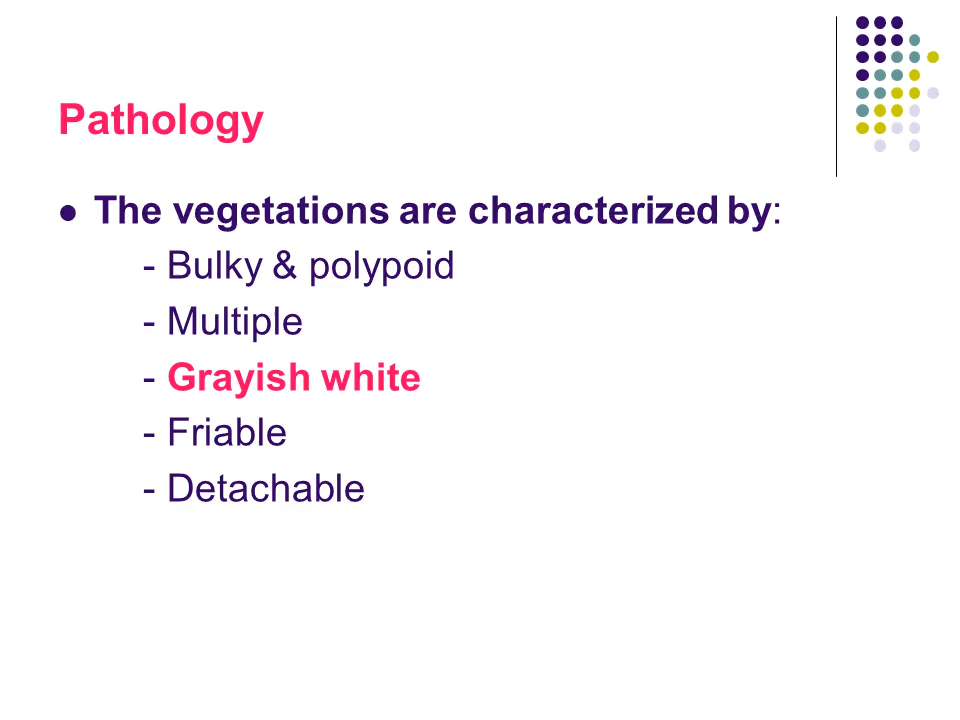 Pathology
● The vegetations are characterized by:
- Bulky & polypoid
- Multiple
- Grayish white
- Friable
- Detachable